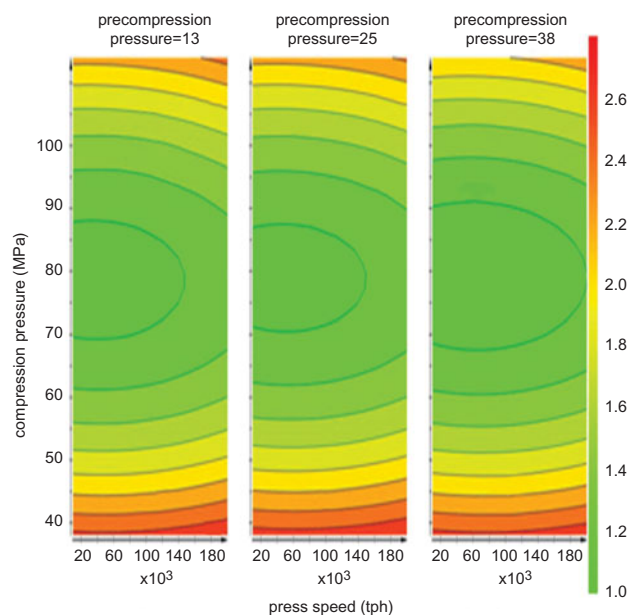 precompression
pressure=13
precompression
pressure=25
precompression
pressure=38
compression pressure (MPa)
100
90
80
70
60
50
40
20 60 100 140 180
20 60 100 140 180
20 60 100 140 180
x10³
x10³
x10³
press speed (tph)
2.6
2.4
2.2
2.0
1.8
1.6
1.4
1.2
1.0